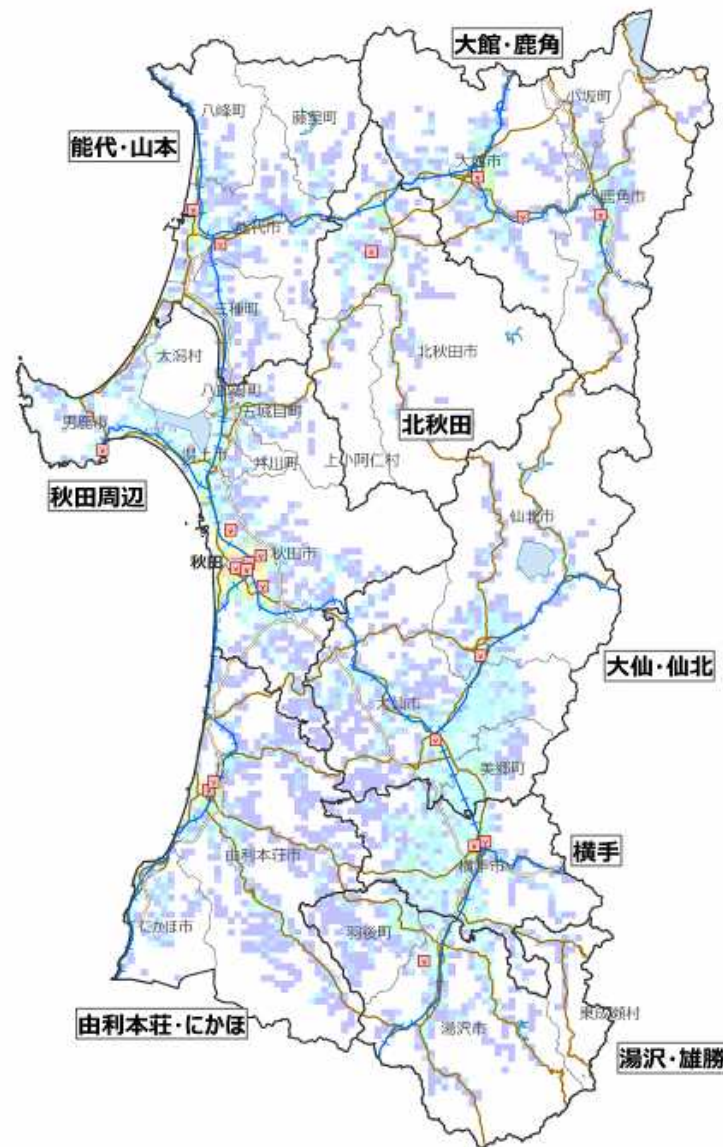 大館・鹿角
小坂町
八峰町
藤里町
能代・山本
大館市
鹿角市
能代市
三種町
大潟村
北秋田市
八郎潟町
五城目町
北秋田
男鹿市
潟上市
井川町
上小阿仁村
秋田周辺
仙北市
秋田市
秋田
大仙・仙北
大仙市
美郷町
横手
横手市
由利本荘市
にかほ市
羽後町
東成瀬村
由利本荘・にかほ
湯沢市
湯沢・雄勝